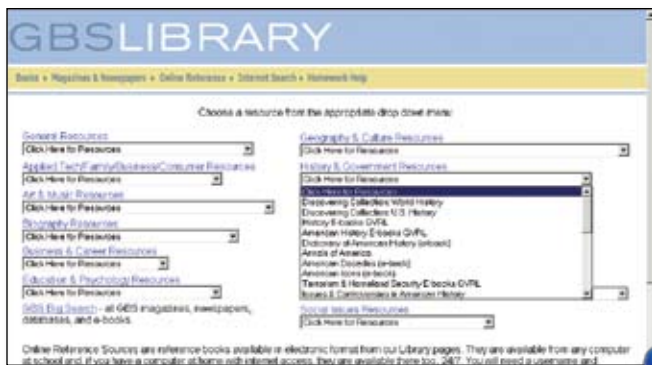 GBSLIBRARY
Books • Magazines & Newspapers • Online Reference • Internet Search • Homework Help
Choose a resource from the appropriate drop down menu:
General Resources
Click Here for Resources
Applied Tech/Family/Business/Consumer Resources
Click Here for Resources
Art & Music Resources
Click Here for Resources
Biography Resources
Click Here for Resources
Business & Career Resources
Click Here for Resources
Education & Psychology Resources
Click Here for Resources
GBS Big Search - all GBS magazines, newspapers,
databases, and e-books.
Geography & Culture Resources
Click Here for Resources
History & Government Resources
Click Here for Resources
Click Here for Resources
Discovering Collection: World History
Discovering Collection: U.S. History
History E-books GVRL
American History E-books GVRL
Dictionary of American History (e-book)
Annals of America
American Decades (e-book)
American Icons (e-book)
Terrorism & Homeland Security E-books GVRL
Issues & Controversies in American History
Social Issues Resources
Click Here for Resources
Online Reference Sources are reference books available in electronic format from our Library pages. They are available from any computer
at school and, if you have a computer at home with internet access, they are available there too, 24/7. You will need a username and